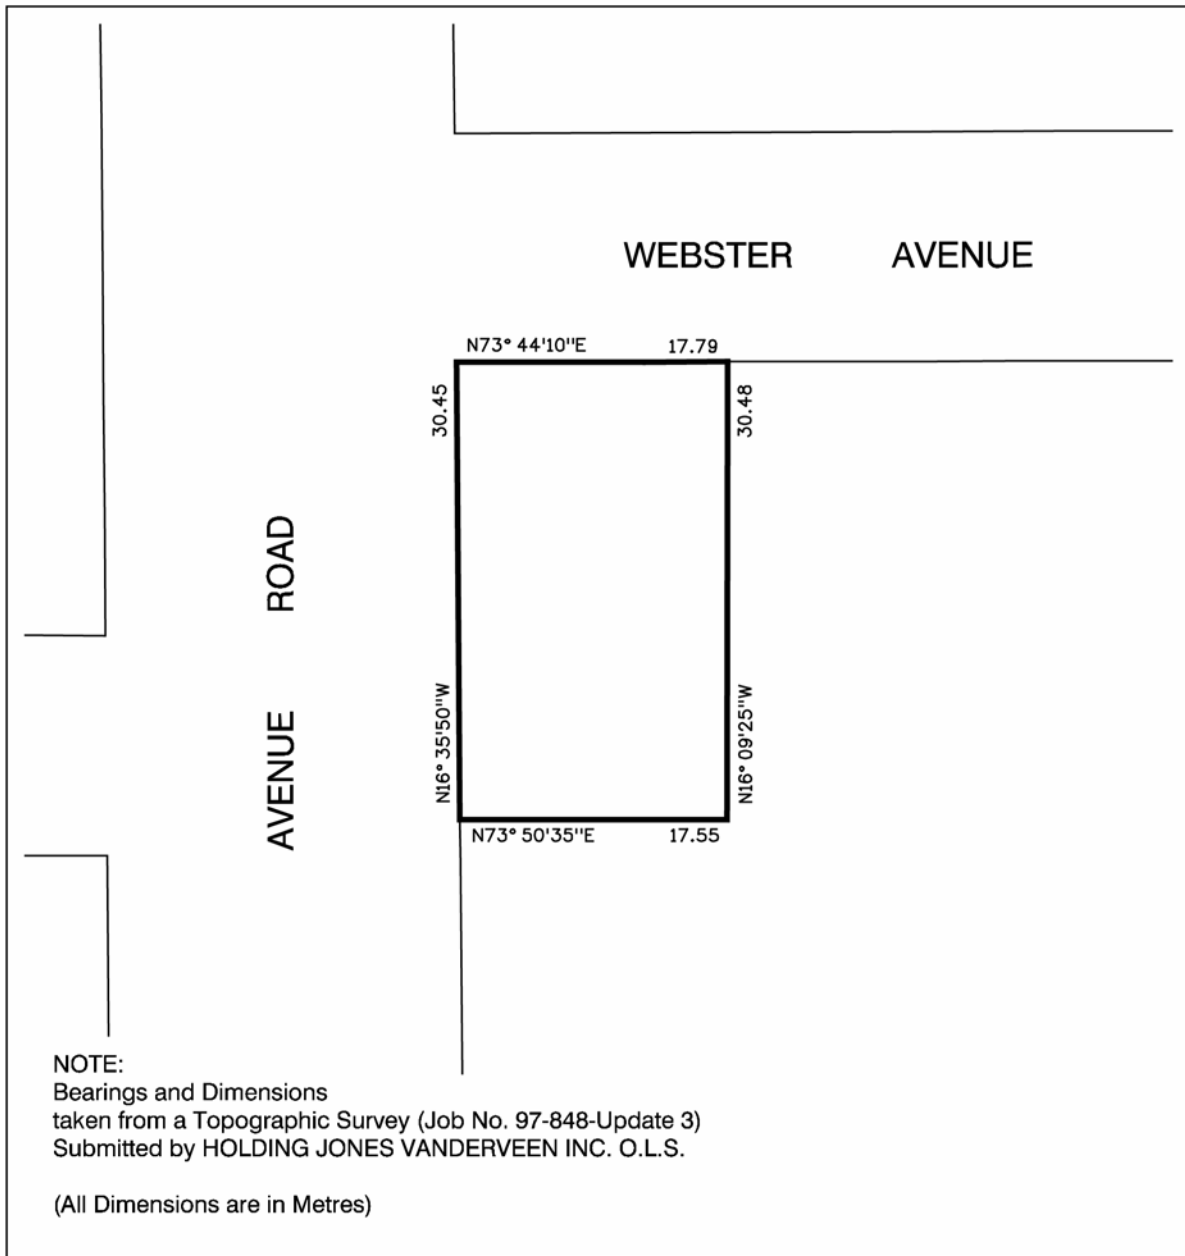 WEBSTER AVENUE
N73° 44'10"E 17.79
30.45
30.48
AVENUE ROAD
N16° 35'50"W
N16° 09'25"W
N73° 50'35"E 17.55
NOTE:
Bearings and Dimensions
taken from a Topographic Survey (Job No. 97-848-Update 3)
Submitted by HOLDING JONES VANDERVEEN INC. O.L.S.
(All Dimensions are in Metres)